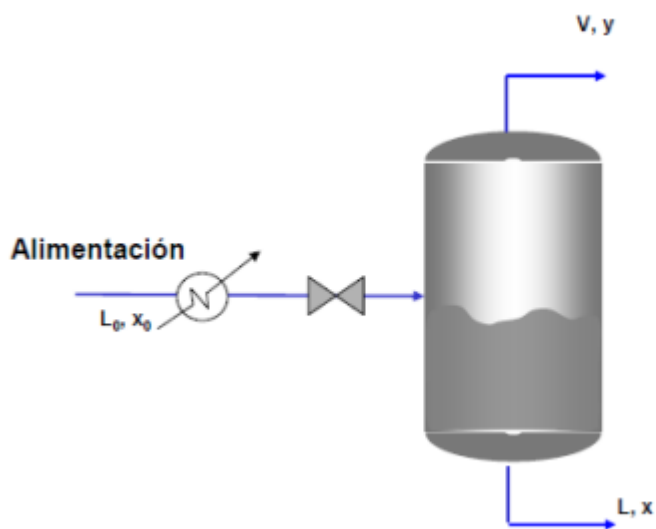 V, y
Alimentación
L₀, x₀
L, x